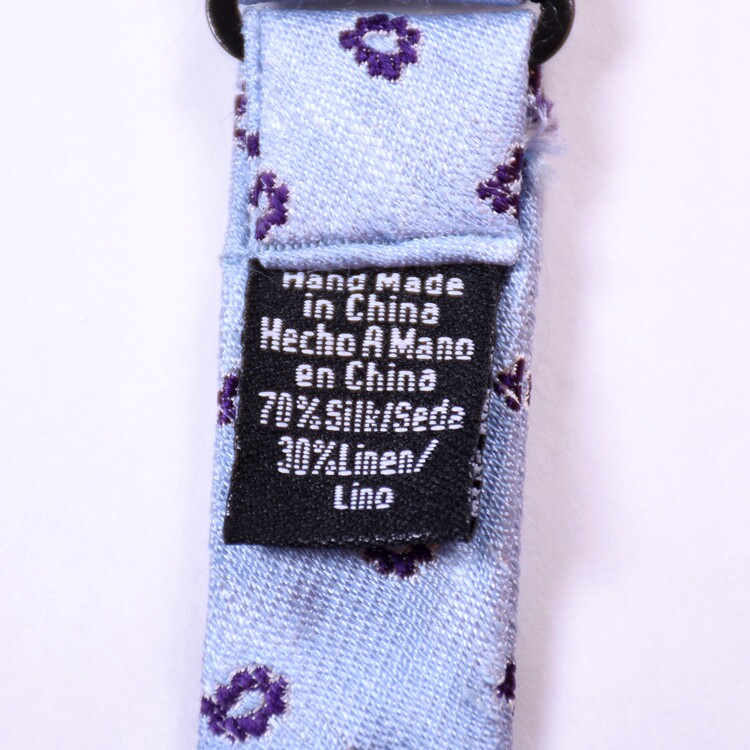 Hand Made
in China
Hecho A Mano
en China
70%Silk/Seda
30%Linen/
Lino